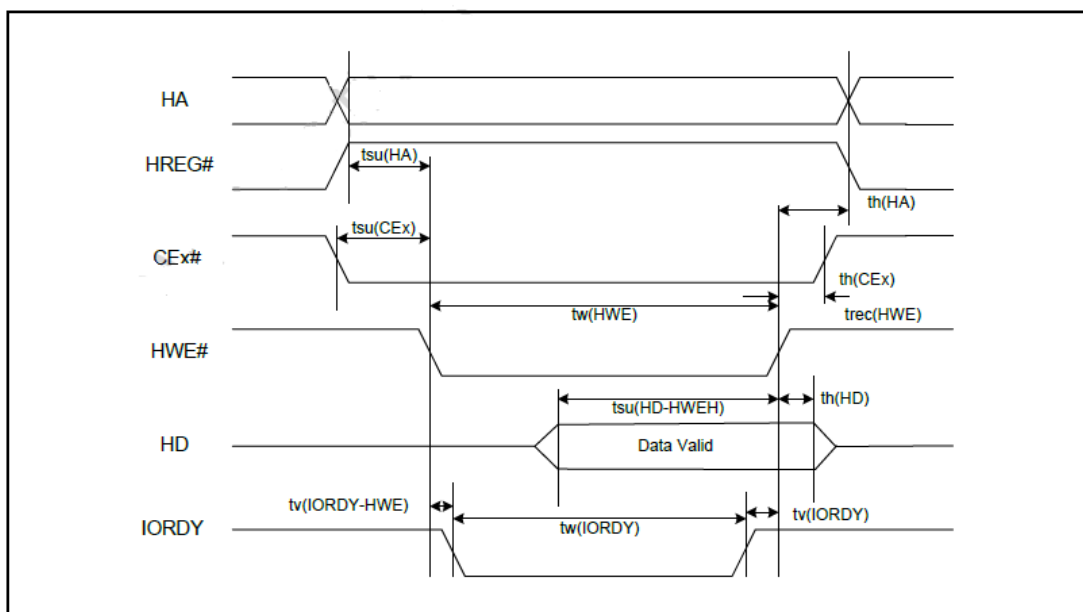 HA
HREG#
tsu(HA)
th(HA)
tsu(CEx)
CEx#
th(CEx)
tw(HWE)
trec(HWE)
HWE#
tsu(HD-HWEH)
th(HD)
HD
Data Valid
tv(IORDY-HWE)
tw(IORDY)
tv(IORDY)
IORDY